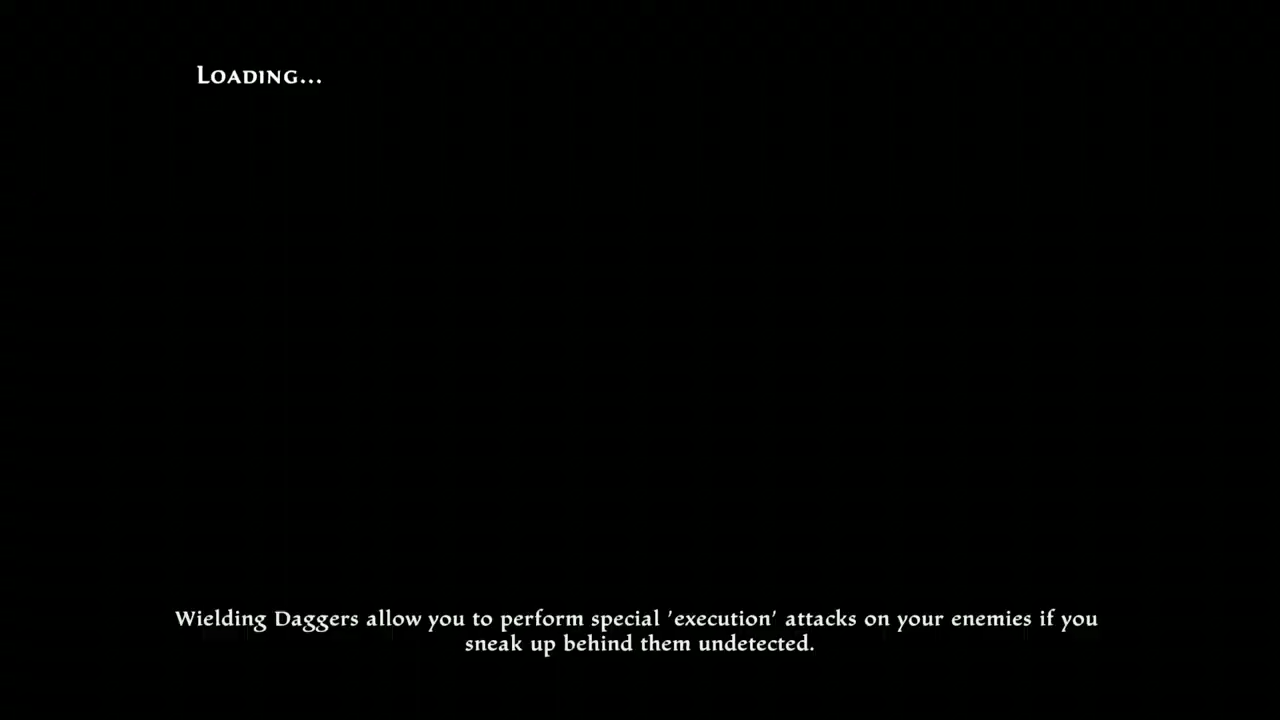 Loading...
Wielding Daggers allow you to perform special 'execution' attacks on your enemies if you
sneak up behind them undetected.